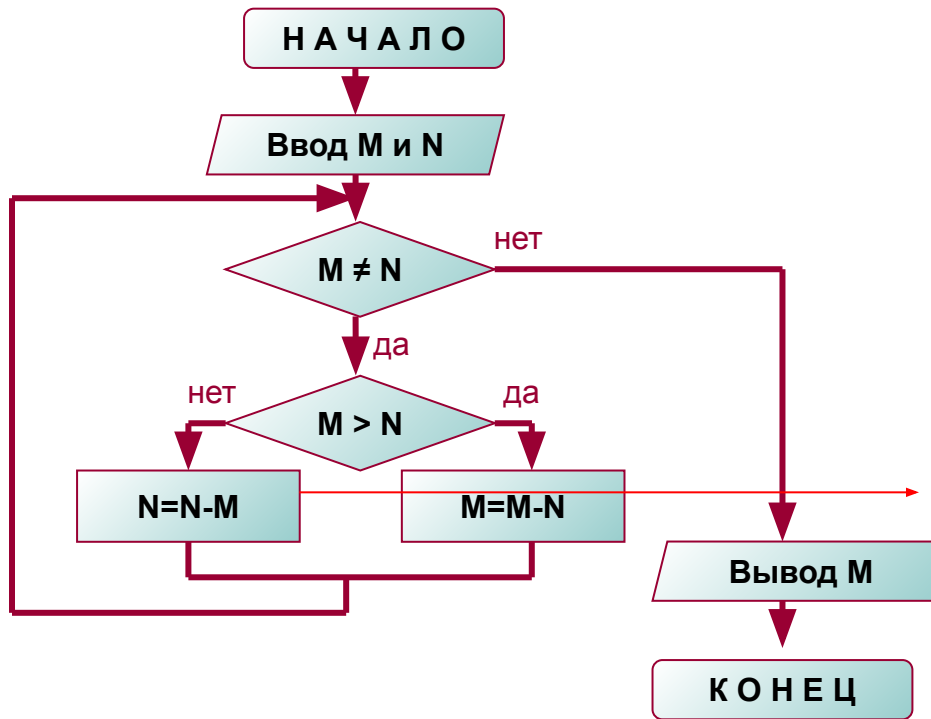 Н А Ч А Л О
Ввод M и N
нет
M ≠ N
да
нет
да
M > N
N=N-M
M=M-N
Вывод M
К О Н Е Ц